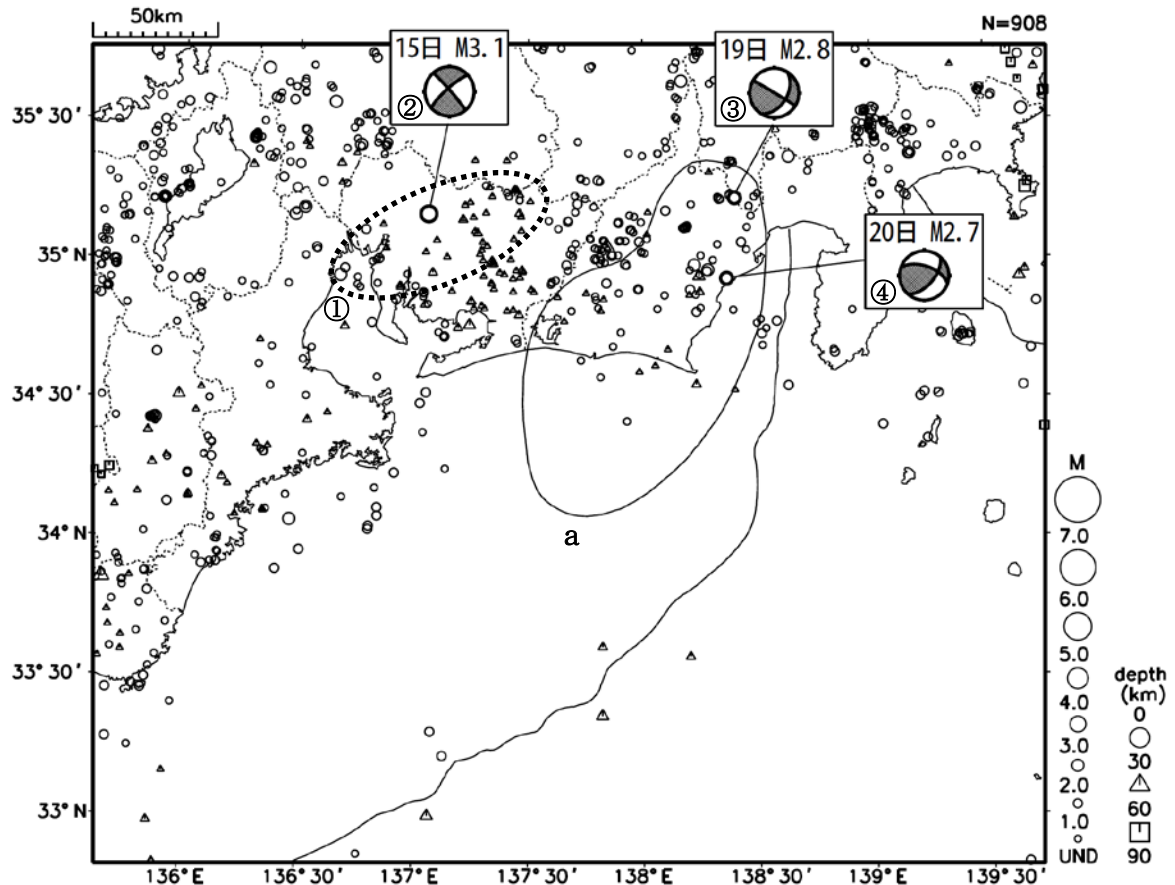 50km
N=908
15日 M3.1
②
19日 M2.8
③
20日 M2.7
④
①
a
35°30′
35°N
34°30′
34°N
33°30′
33°N
136°E
136°30′
137°E
137°30′
138°E
138°30′
139°E
139°30′
M
7.0
6.0
5.0
4.0
3.0
2.0
1.0
UND
depth
(km)
0
30
60
90